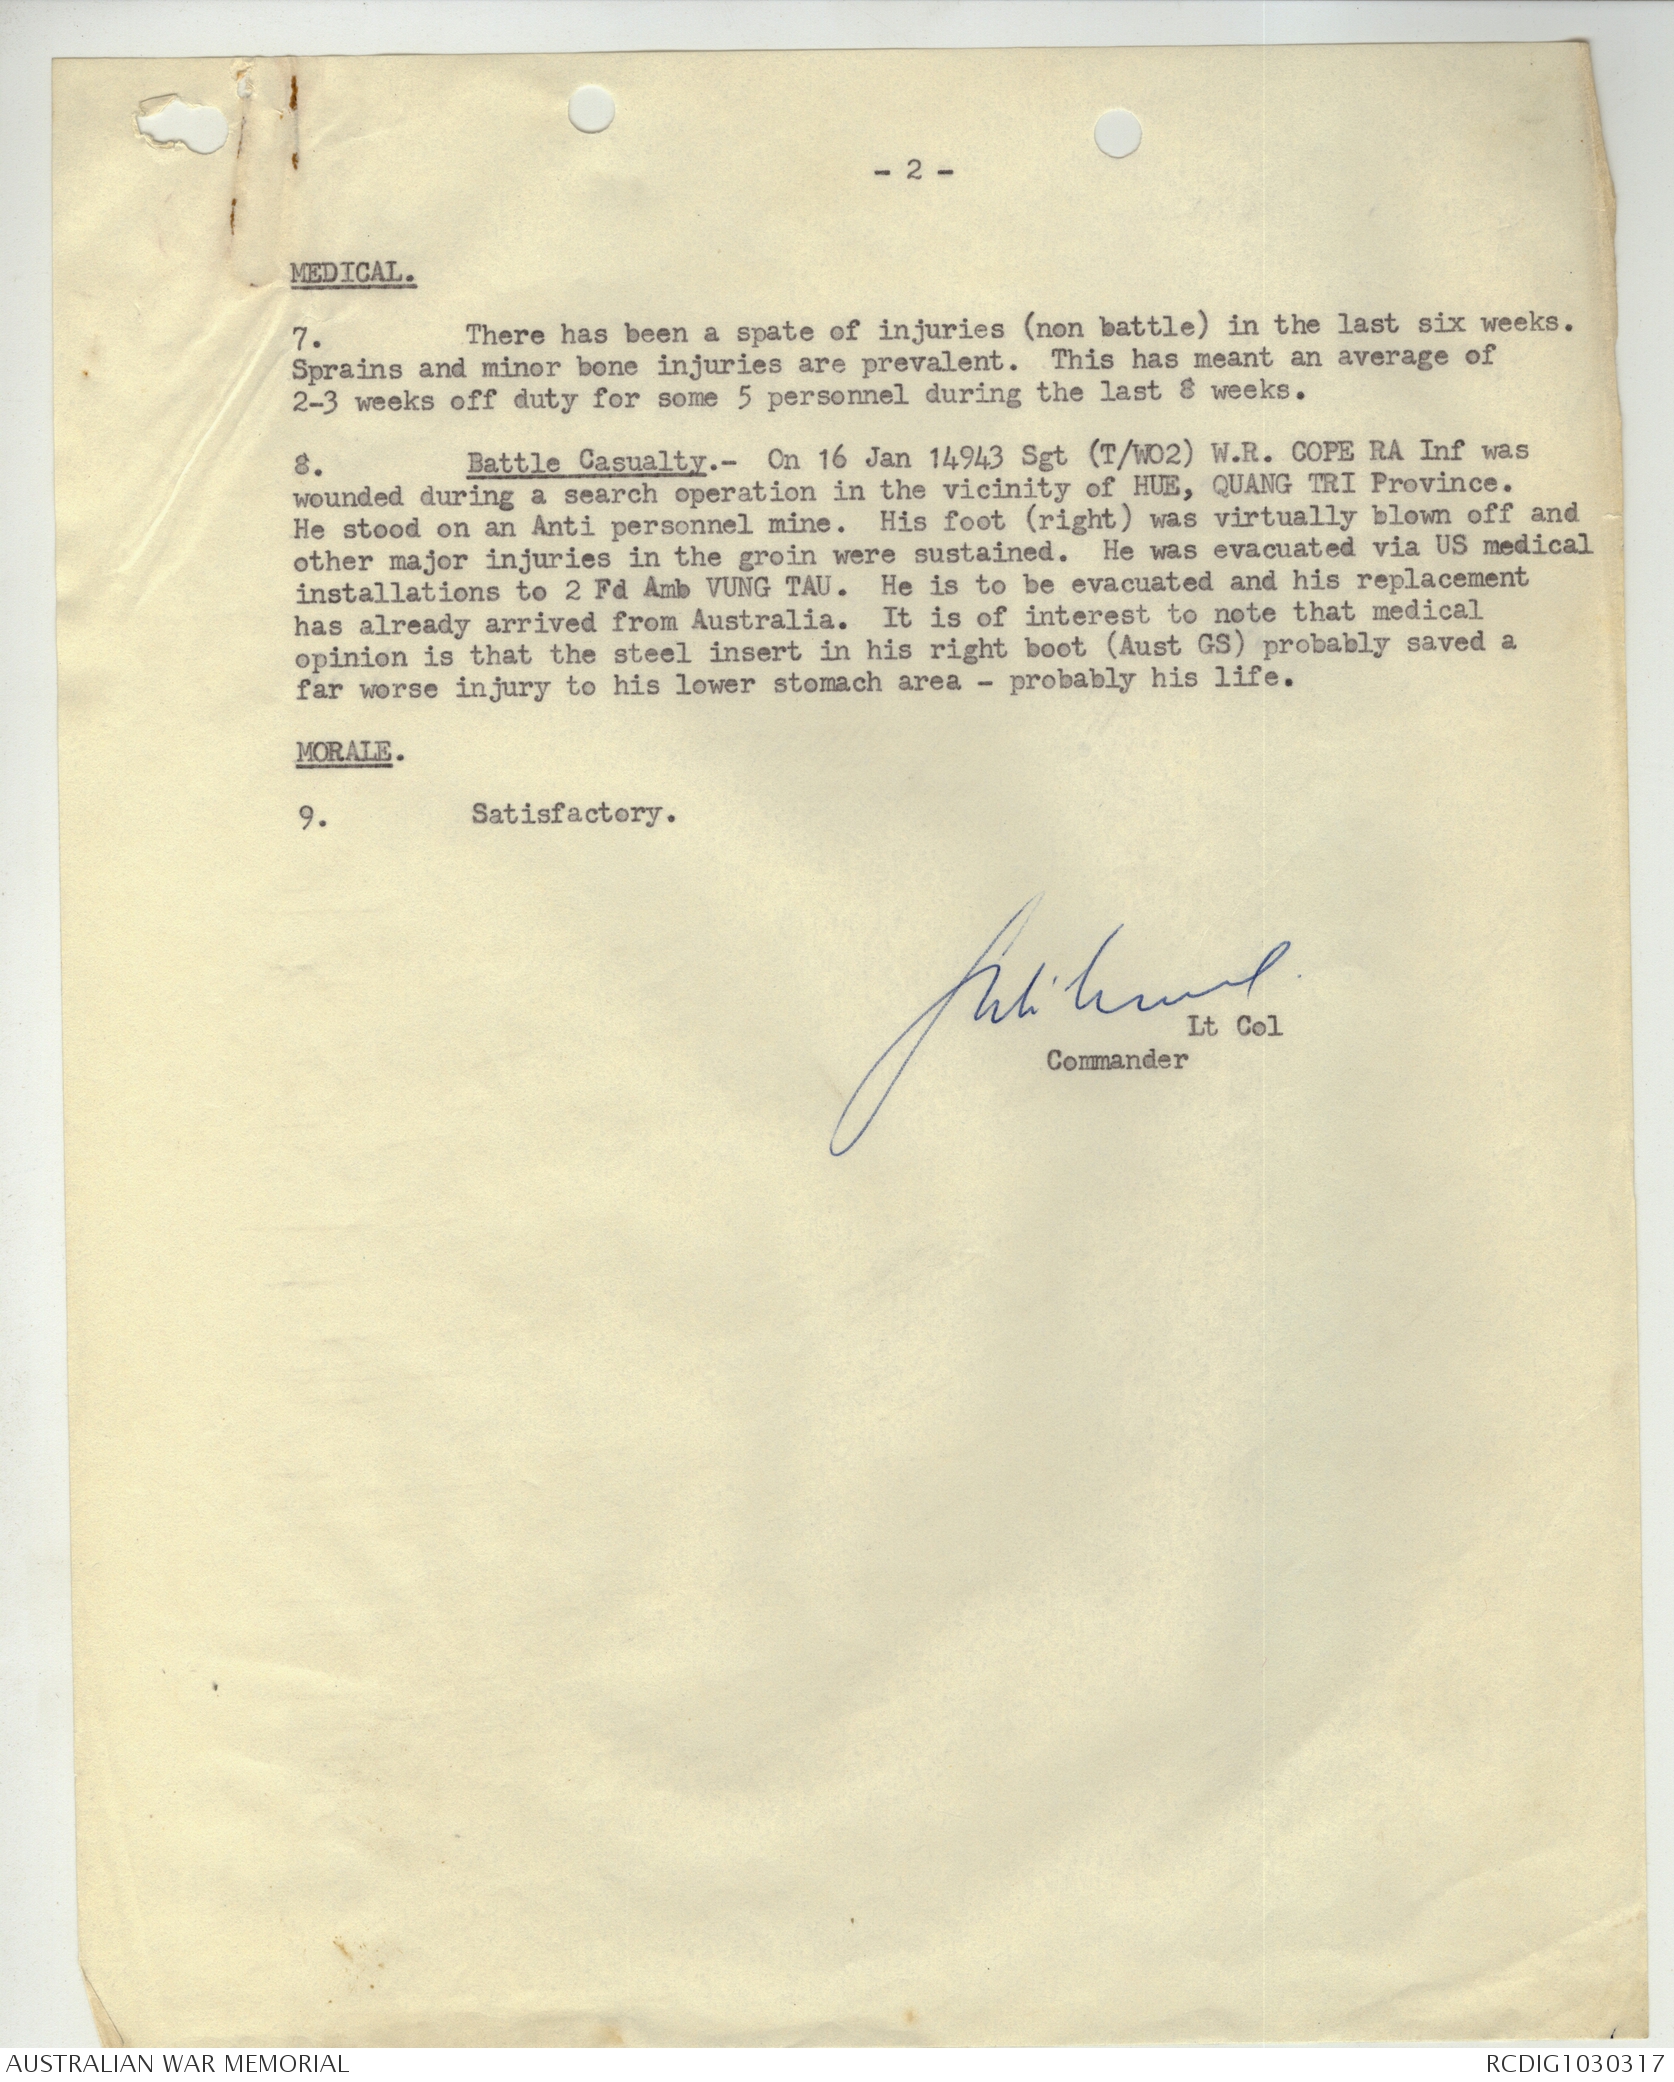 - 2 -
MEDICAL.
7. There has been a spate of injuries (non battle) in the last six weeks.
Sprains and minor bone injuries are prevalent. This has meant an average of
2-3 weeks off duty for some 5 personnel during the last 8 weeks.
8. Battle Casualty.- On 16 Jan 14943 Sgt (T/WO2) W.R. COPE RA Inf was
wounded during a search operation in the vicinity of HUE, QUANG TRI Province.
He stood on an Anti personnel mine. His foot (right) was virtually blown off and
other major injuries in the groin were sustained. He was evacuated via US medical
installations to 2 Fd Amb VUNG TAU. He is to be evacuated and his replacement
has already arrived from Australia. It is of interest to note that medical
opinion is that the steel insert in his right boot (Aust GS) probably saved a
far worse injury to his lower stomach area - probably his life.
MORALE.
9. Satisfactory.
Lt Col
Commander
AUSTRALIAN WAR MEMORIAL
RCDIG1030317